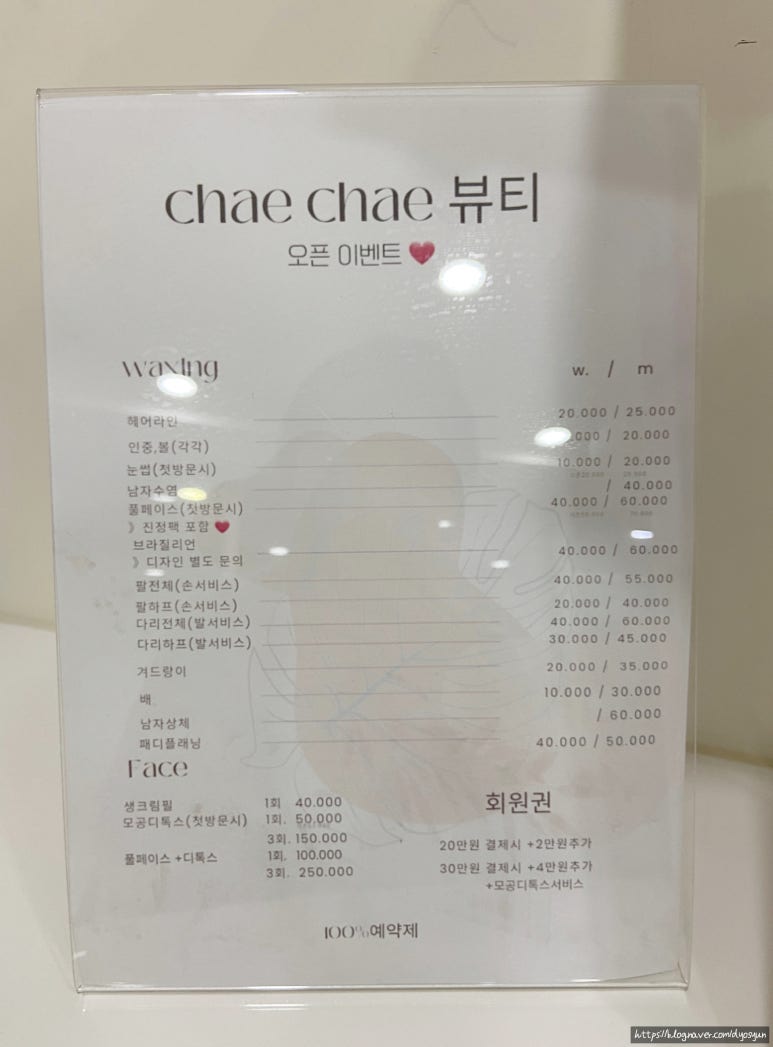 chae chae 뷰티
오픈 이벤트 ❤️
waxing w. / m
헤어라인 20.000 / 25.000
인중,볼(각각) 000 / 20.000
눈썹(첫방문시) 10.000 / 20.000
남자수염 / 40.000
풀페이스(첫방문시) 40.000 / 60.000
》진정팩 포함 ❤️
브라질리언
》디자인 별도 문의 40.000 / 60.000
팔전체(손서비스) 40.000 / 55.000
팔하프(손서비스) 20.000 / 40.000
다리전체(발서비스) 40.000 / 60.000
다리하프(발서비스) 30.000 / 45.000
겨드랑이 20.000 / 35.000
배 10.000 / 30.000
남자상체 / 60.000
패디플래닝 40.000 / 50.000
Face
생크림필 1회 40.000
모공디톡스(첫방문시) 1회. 50.000
3회. 150.000
풀페이스 +디톡스 1회. 100.000
3회. 250.000
회원권
20만원 결제시 +2만원추가
30만원 결제시 +4만원추가
+모공디톡스서비스
100%예약제
https://blog.naver.com/dyosyun